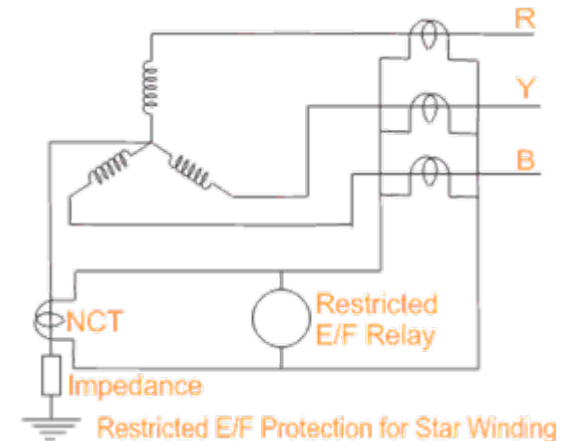 R
Y
B
Restricted
E/F Relay
NCT
Impedance
Restricted E/F Protection for Star Winding